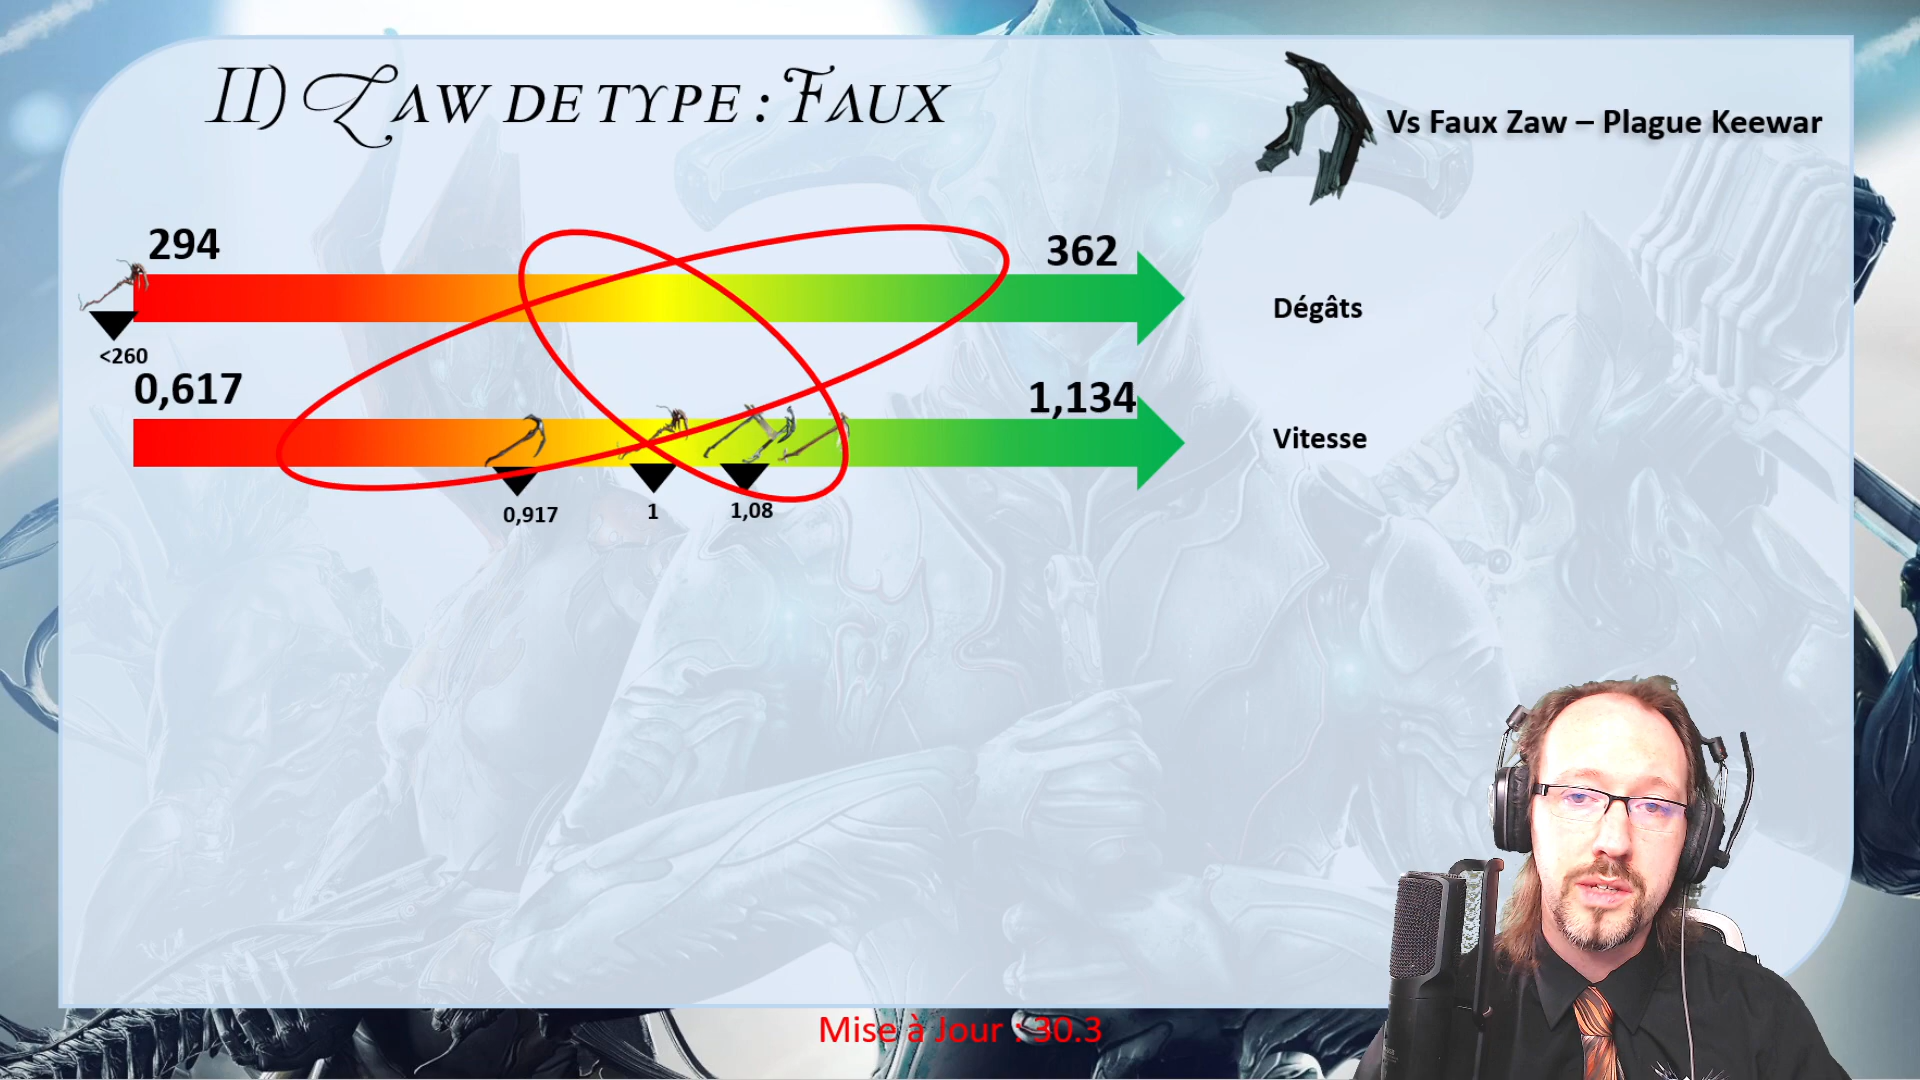 II) Zaw de type : Faux
Vs Faux Zaw – Plague Keewar
294
362
Dégâts
<260
0,617
1,134
Vitesse
0,917
1
1,08
Mise à Jour : 30.3